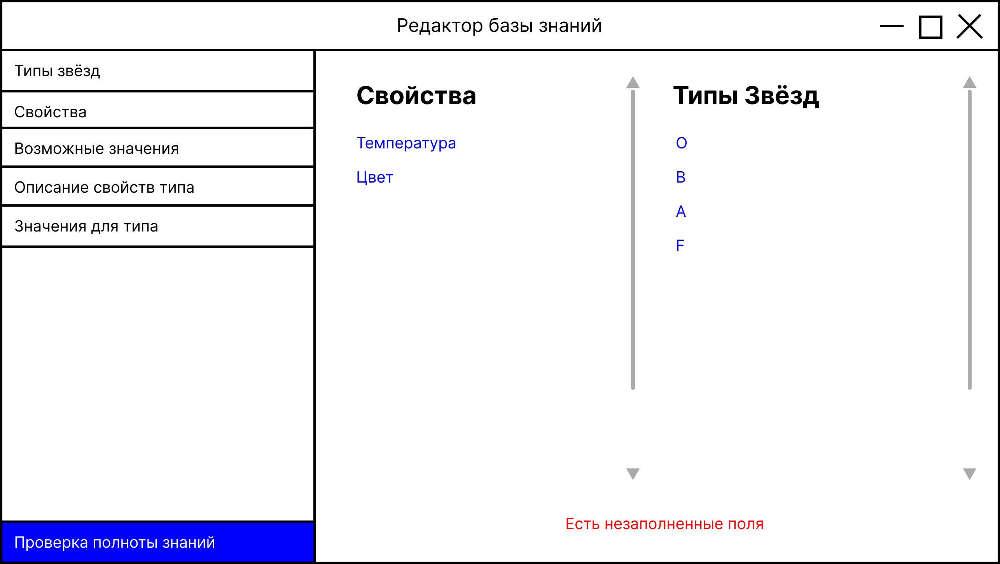 Редактор базы знаний
Типы звёзд
Свойства
Возможные значения
Описание свойств типа
Значения для типа
Проверка полноты знаний
Свойства
Температура
Цвет
Типы Звёзд
O
B
A
F
Есть незаполненные поля